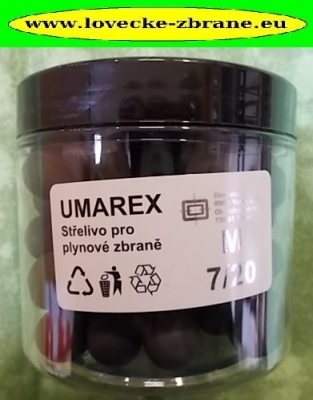 www.lovecke-zbrane.eu
UMAREX
Střelivo pro
plynové zbraně
M
7/20